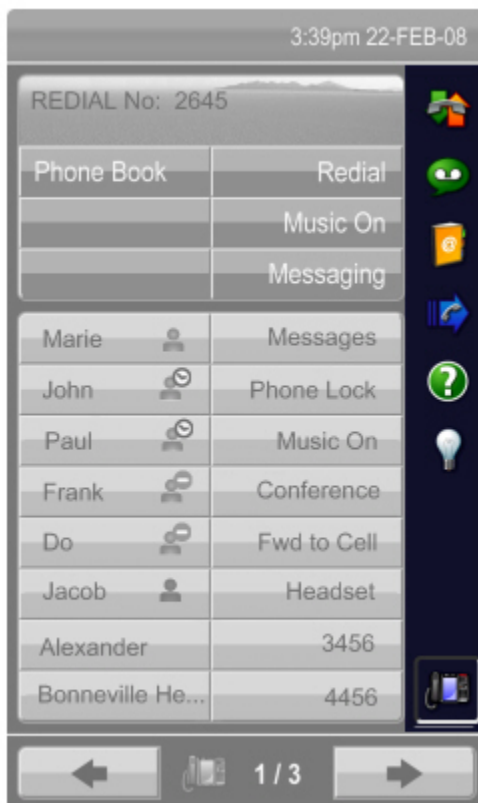 3:39pm 22-FEB-08
REDIAL No: 2645
Phone Book Redial
Music On
Messaging
Marie Messages
John Phone Lock
Paul Music On
Frank Conference
Do Fwd to Cell
Jacob Headset
Alexander 3456
Bonneville He... 4456
1 / 3